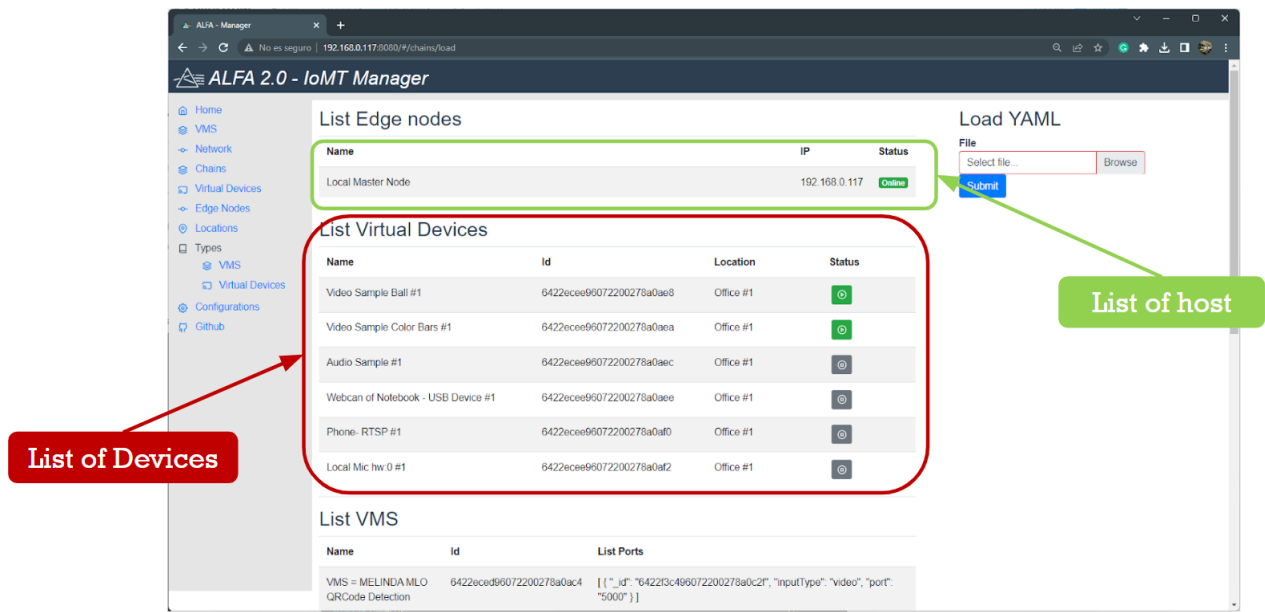 ALFA - Manager
No es seguro | 192.168.0.117:8080/#/chains/load
ALFA 2.0 - IoMT Manager
Home
VMS
Network
Chains
Virtual Devices
Edge Nodes
Locations
Types
VMS
Virtual Devices
Configurations
Github
List Edge nodes
Name IP Status
Local Master Node 192.168.0.117 Online
List Virtual Devices
Name Id Location Status
Video Sample Ball #1 6422ecee96072200278a0ae8 Office #1
Video Sample Color Bars #1 6422ecee96072200278a0aea Office #1
Audio Sample #1 6422ecee96072200278a0aec Office #1
Webcan of Notebook - USB Device #1 6422ecee96072200278a0aee Office #1
Phone- RTSP #1 6422ecee96072200278a0af0 Office #1
Local Mic hw:0 #1 6422ecee96072200278a0af2 Office #1
List VMS
Name Id List Ports
VMS = MELINDA MLO 6422eced96072200278a0ac4 [ { "_id": "6422f3c496072200278a0c2f", "inputType": "video", "port":
QRCode Detection "5000" } ]
Load YAML
File
Select file... Browse
Submit
List of host
List of Devices